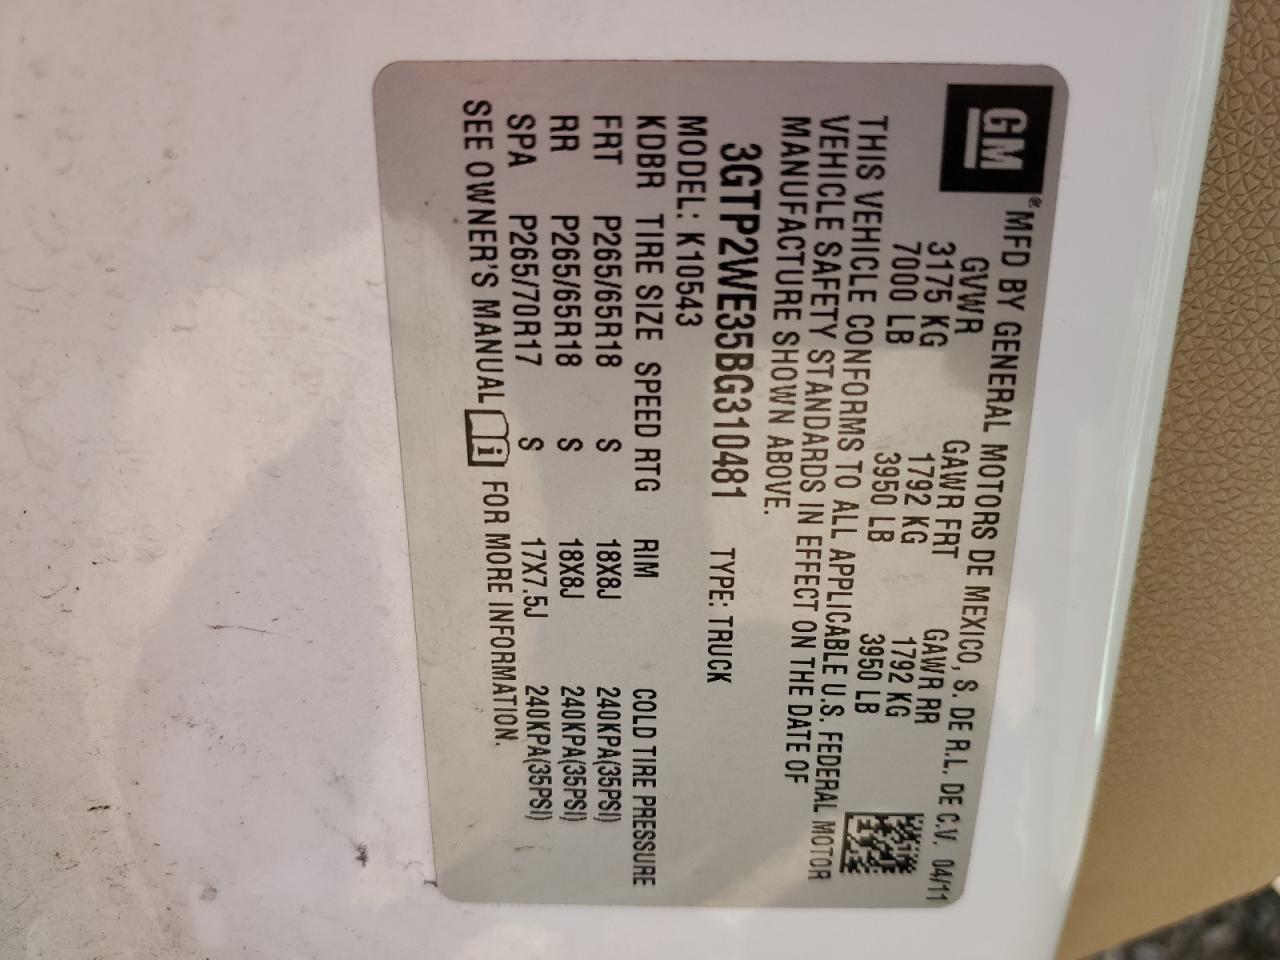 GM
® MFD BY GENERAL MOTORS DE MEXICO, S. DE R.L. DE C.V. 04/11
GVWR GAWR FRT GAWR RR
3175 KG 1792 KG 1792 KG
7000 LB 3950 LB 3950 LB
THIS VEHICLE CONFORMS TO ALL APPLICABLE U.S. FEDERAL MOTOR
VEHICLE SAFETY STANDARDS IN EFFECT ON THE DATE OF
MANUFACTURE SHOWN ABOVE.
3GTP2WE35BG310481 TYPE: TRUCK
MODEL: K10543
KDBR TIRE SIZE SPEED RTG RIM COLD TIRE PRESSURE
FRT P265/65R18 S 18X8J 240KPA(35PSI)
RR P265/65R18 S 18X8J 240KPA(35PSI)
SPA P265/70R17 S 17X7.5J 240KPA(35PSI)
SEE OWNER'S MANUAL i FOR MORE INFORMATION.